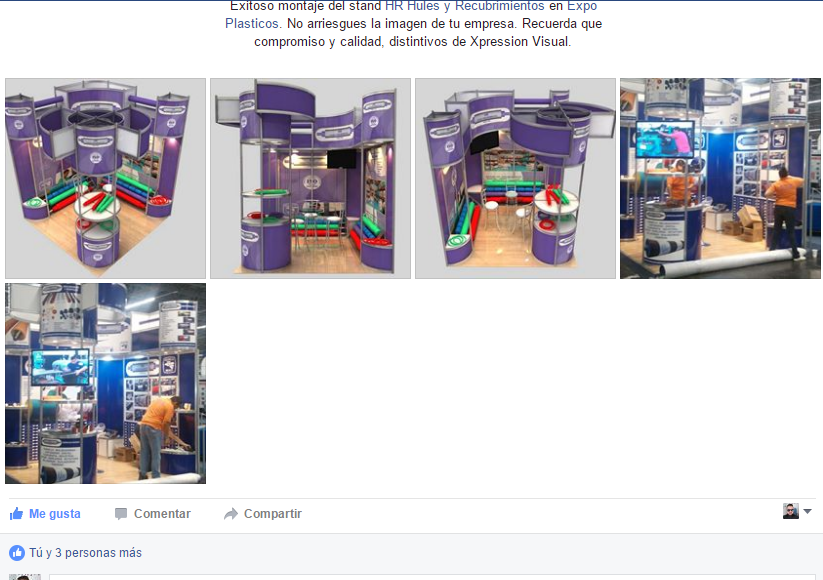 Exitoso montaje del stand HR Hules y Recubrimientos en Expo
Plasticos. No arriesgues la imagen de tu empresa. Recuerda que
compromiso y calidad, distintivos de Xpression Visual.
Me gusta
Comentar
Compartir
Tú y 3 personas más